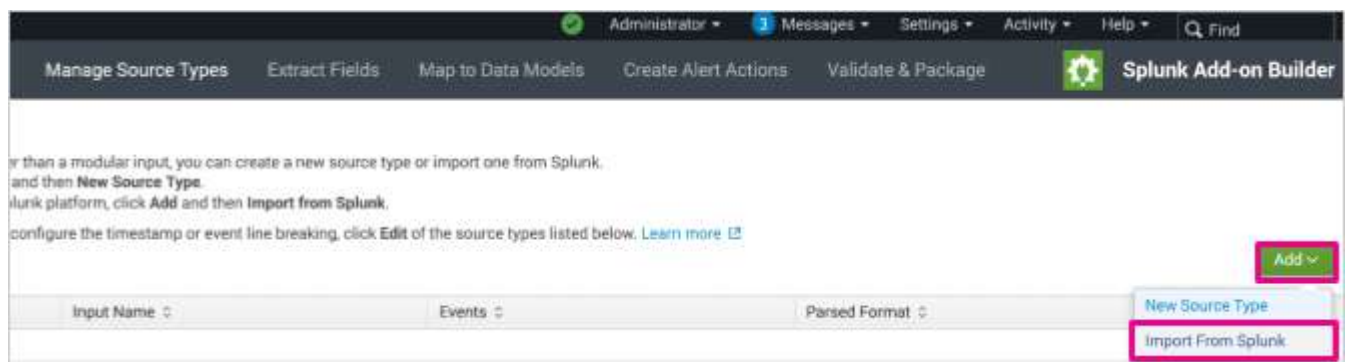 Administrator 3 Messages Settings Activity Help Find
Manage Source Types Extract Fields Map to Data Models Create Alert Actions Validate & Package Splunk Add-on Builder
r than a modular input, you can create a new source type or import one from Splunk.
and then New Source Type.
lunk platform, click Add and then Import from Splunk.
configure the timestamp or event line breaking, click Edit of the source types listed below. Learn more
Add
Input Name Events Parsed Format
New Source Type
Import From Splunk